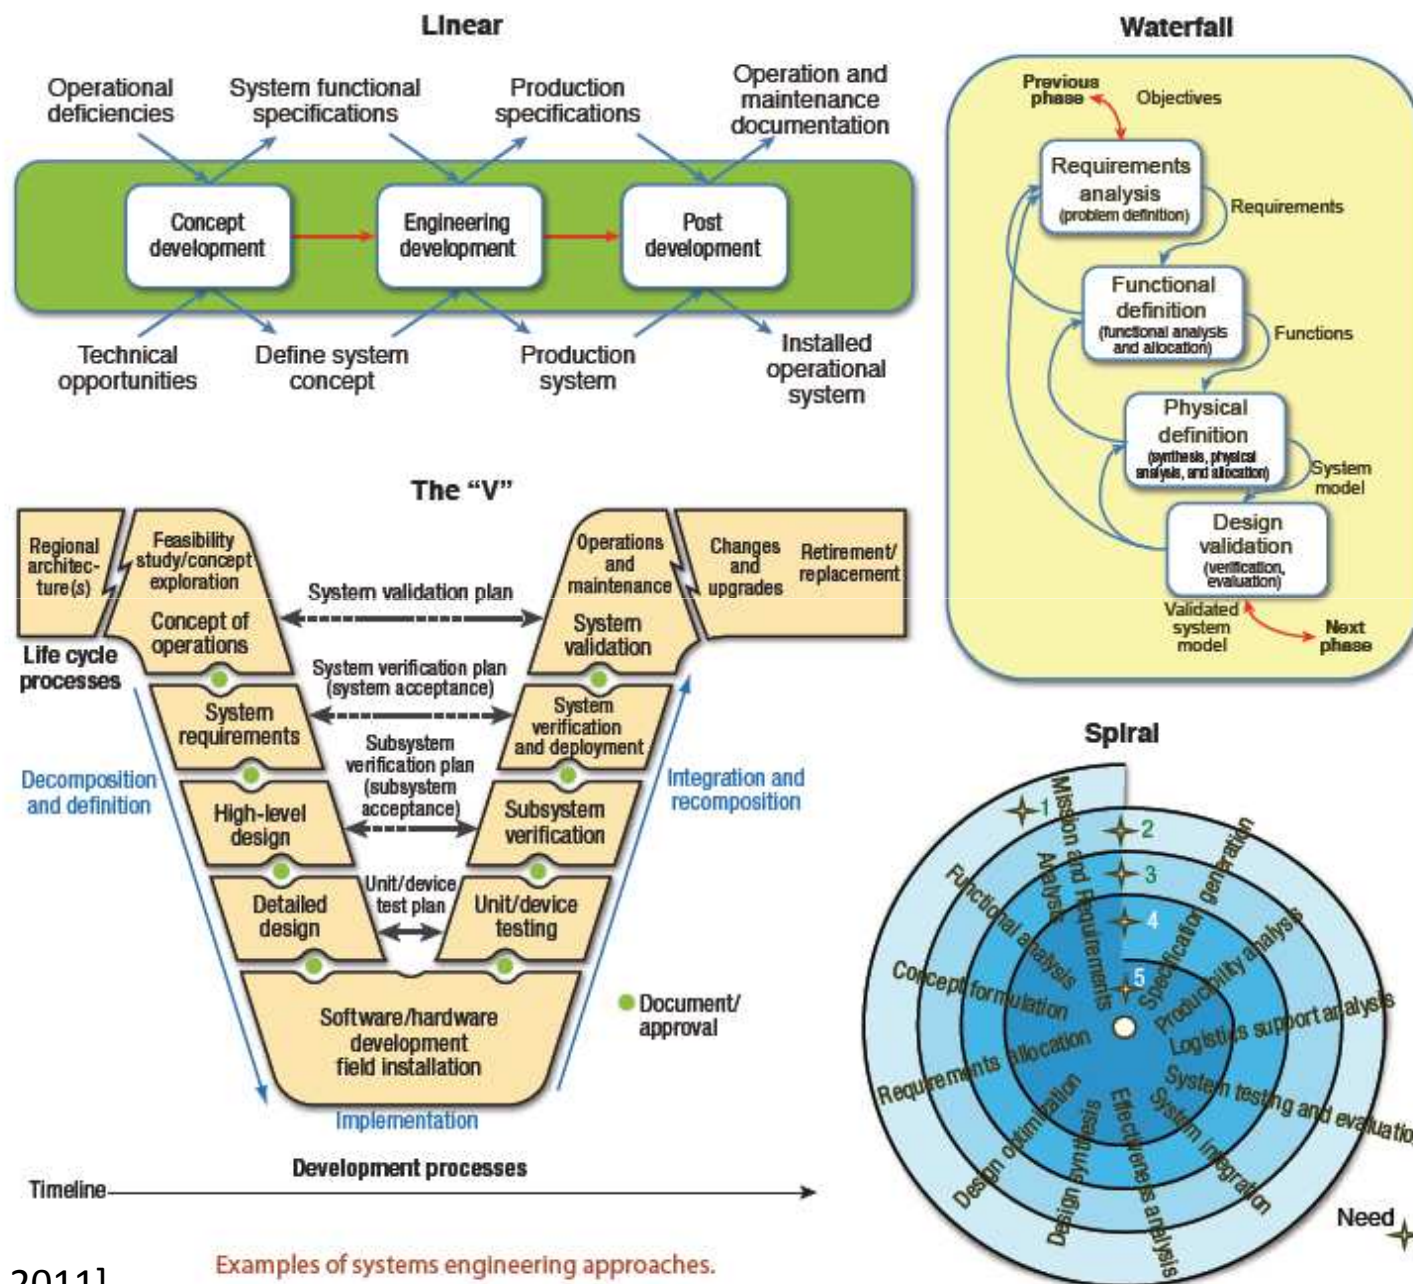 Linear
Operational
deficiencies
System functional
specifications
Production
specifications
Operation and
maintenance
documentation
Concept
development
Engineering
development
Post
development
Technical
opportunities
Define system
concept
Production
system
Installed
operational
system
Waterfall
Previous
phase
Objectives
Requirements
analysis
(problem definition)
Requirements
Functional
definition
(functional analysis
and allocation)
Functions
Physical
definition
(synthesis, physical
analysis, and allocation)
System
model
Design
validation
(verification,
evaluation)
Validated
system
model
Next
phase
The “V”
Regional
architec-
ture(s)
Feasibility
study/concept
exploration
Concept of
operations
System validation plan
Operations
and
maintenance
System
validation
Changes
and
upgrades
Retirement/
replacement
Life cycle
processes
System verification plan
(system acceptance)
System
requirements
System
verification
and deployment
Decomposition
and definition
Subsystem
verification plan
(subsystem
acceptance)
Integration and
recomposition
High-level
design
Subsystem
verification
Unit/device
test plan
Detailed
design
Unit/device
testing
Software/hardware
development
field installation
Document/
approval
Implementation
Development processes
Timeline
Spiral
1
2
3
4
5
Mission and Requirements
Analysis
Functional analysis
Concept formulation
Requirements allocation
Design optimization
Design synthesis
Effectiveness analysis
System integration
System testing and evaluation
Logistics support analysis
Producibility analysis
Specification generation
Need
2011]
Examples of systems engineering approaches.